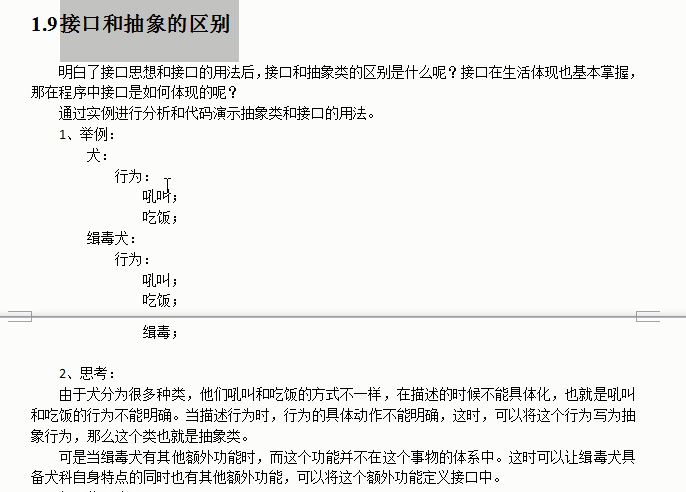 1.9接口和抽象的区别
明白了接口思想和接口的用法后，接口和抽象类的区别是什么呢？接口在生活体现也基本掌握，
那在程序中接口是如何体现的呢？
通过实例进行分析和代码演示抽象类和接口的用法。
1、举例：
犬：
行为：
吼叫；
吃饭；
缉毒犬：
行为：
吼叫；
吃饭；
缉毒；
2、思考：
由于犬分为很多种类，他们吼叫和吃饭的方式不一样，在描述的时候不能具体化，也就是吼叫
和吃饭的行为不能明确。当描述行为时，行为的具体动作不能明确，这时，可以将这个行为写为抽
象行为，那么这个类也就是抽象类。
可是当缉毒犬有其他额外功能时，而这个功能并不在这个事物的体系中。这时可以让缉毒犬具
备犬科自身特点的同时也有其他额外功能，可以将这个额外功能定义接口中。